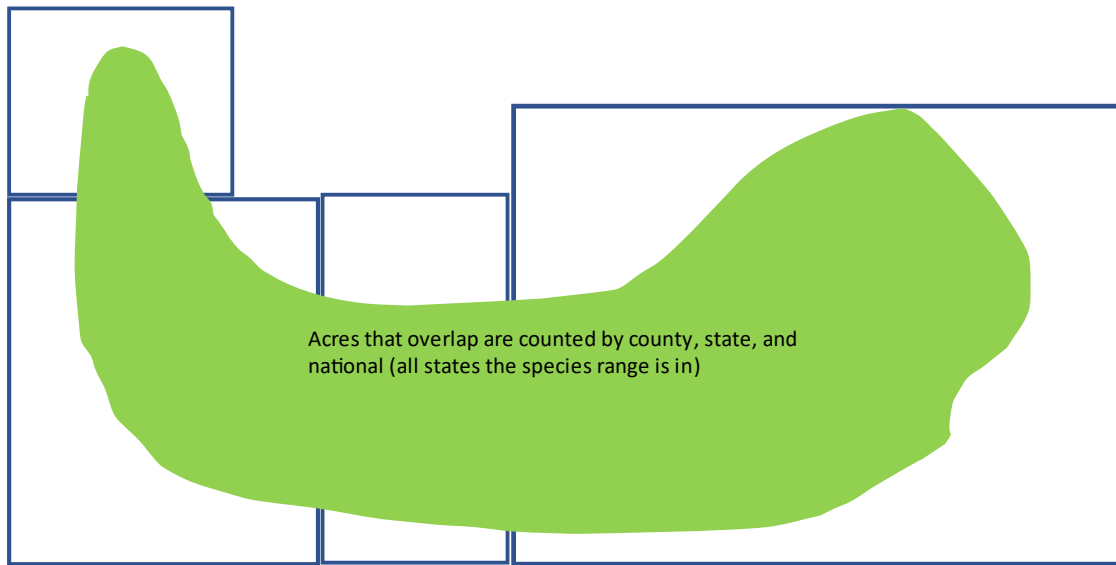 Acres that overlap are counted by county, state, and
national (all states the species range is in)